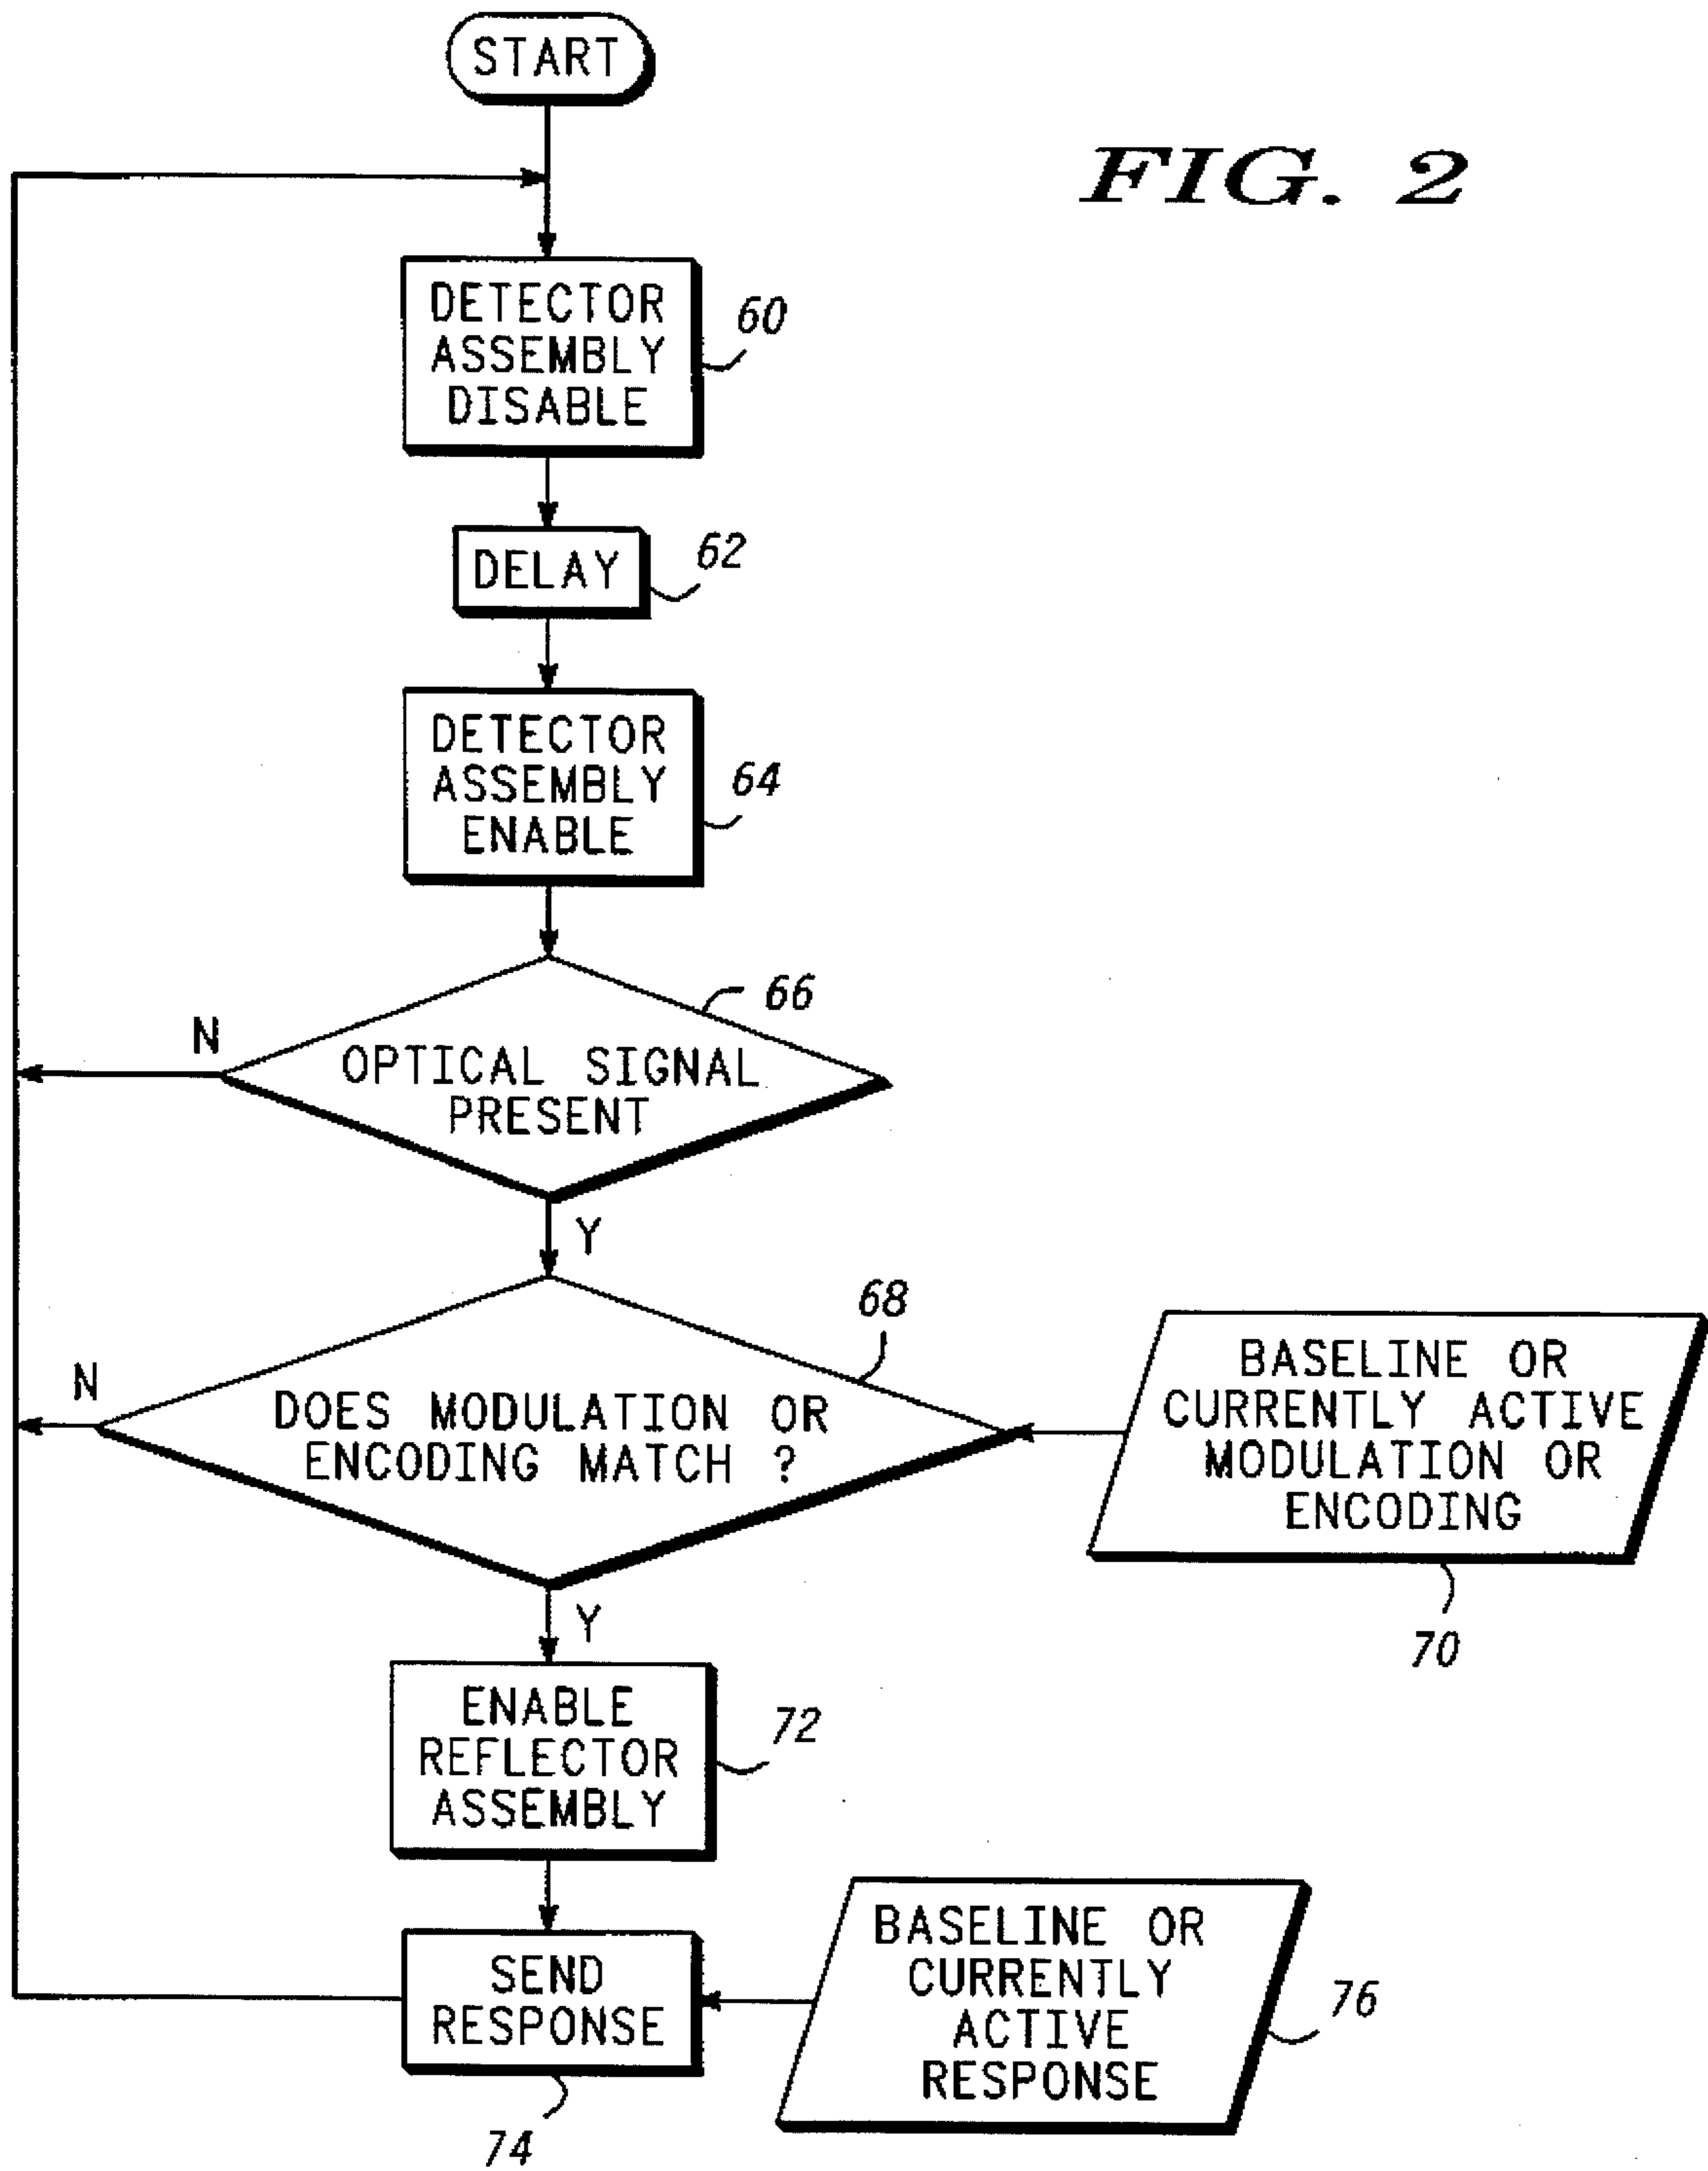 START
FIG. 2
DETECTOR
ASSEMBLY
DISABLE
60
DELAY
62
DETECTOR
ASSEMBLY
ENABLE
64
66
N
OPTICAL SIGNAL
PRESENT
Y
68
N
DOES MODULATION OR
ENCODING MATCH ?
BASELINE OR
CURRENTLY ACTIVE
MODULATION OR
ENCODING
70
Y
ENABLE
REFLECTOR
ASSEMBLY
72
SEND
RESPONSE
74
BASELINE OR
CURRENTLY
ACTIVE
RESPONSE
76